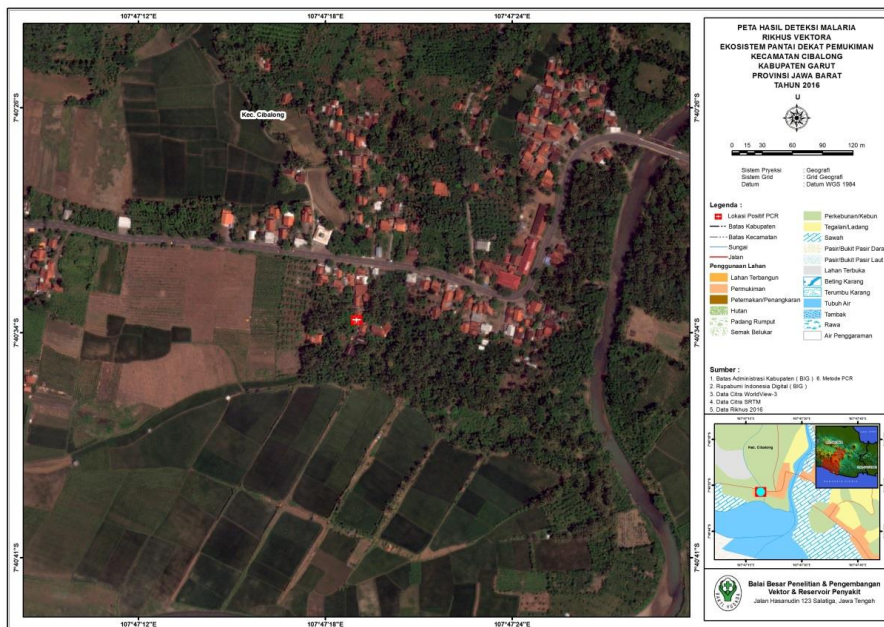 107°47'12"E
107°47'18"E
107°47'24"E
7°40'26"S
7°40'34"S
7°40'41"S
7°40'26"S
7°40'34"S
7°40'41"S
107°47'12"E
107°47'18"E
107°47'24"E
Kec. Cibalong
PETA HASIL DETEKSI MALARIA
RIKHUS VEKTORA
EKOSISTEM PANTAI DEKAT PEMUKIMAN
KECAMATAN CIBALONG
KABUPATEN GARUT
PROVINSI JAWA BARAT
TAHUN 2016
U
0 15 30 60 90 120 m
Sistem Pryeksi : Geografi
Sistem Grid : Grid Geografi
Datum : Datum WGS 1984
Legenda :
Lokasi Positif PCR
Batas Kabupaten
Batas Kecamatan
Sungai
Jalan
Penggunaan Lahan
Lahan Terbangun
Permukiman
Peternakan/Penangkaran
Hutan
Padang Rumput
Semak Belukar
Perkebunan/Kebun
Tegalan/Ladang
Sawah
Pasir/Bukit Pasir Darat
Pasir/Bukit Pasir Laut
Lahan Terbuka
Beting Karang
Terumbu Karang
Tubuh Air
Tambak
Rawa
Air Penggaraman
Sumber :
1. Batas Administrasi Kabupaten ( BIG ) 6. Metode PCR
2. Rupabumi Indonesia Digital ( BIG )
3. Data Citra WorldView-3
4. Data Citra SRTM
5. Data Rikhus 2016
Kec. Cibalong
BAKTI HUSADA
Balai Besar Penelitian & Pengembangan
Vektor & Reservoir Penyakit
Jalan Hasanudin 123 Salatiga, Jawa Tengah